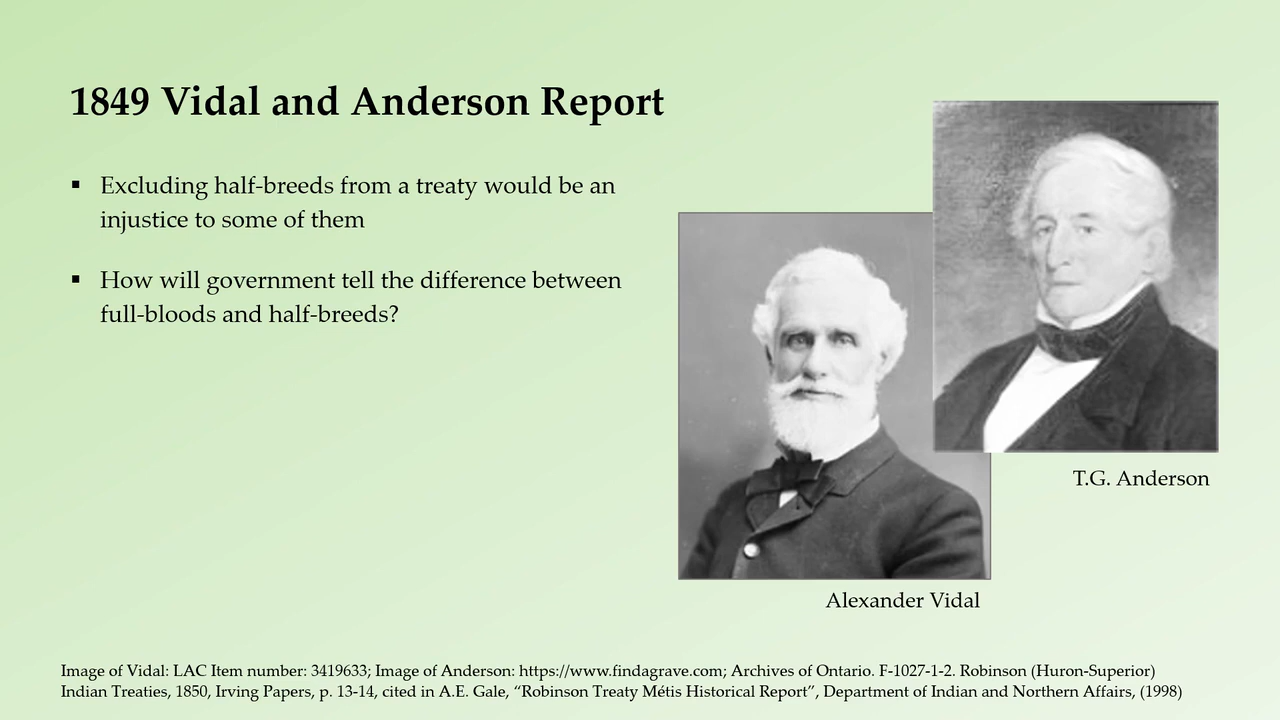 1849 Vidal and Anderson Report
▪ Excluding half-breeds from a treaty would be an
injustice to some of them
▪ How will government tell the difference between
full-bloods and half-breeds?
T.G. Anderson
Alexander Vidal
Image of Vidal: LAC Item number: 3419633; Image of Anderson: https://www.findagrave.com; Archives of Ontario. F-1027-1-2. Robinson (Huron-Superior)
Indian Treaties, 1850, Irving Papers, p. 13-14, cited in A.E. Gale, “Robinson Treaty Métis Historical Report”, Department of Indian and Northern Affairs, (1998)